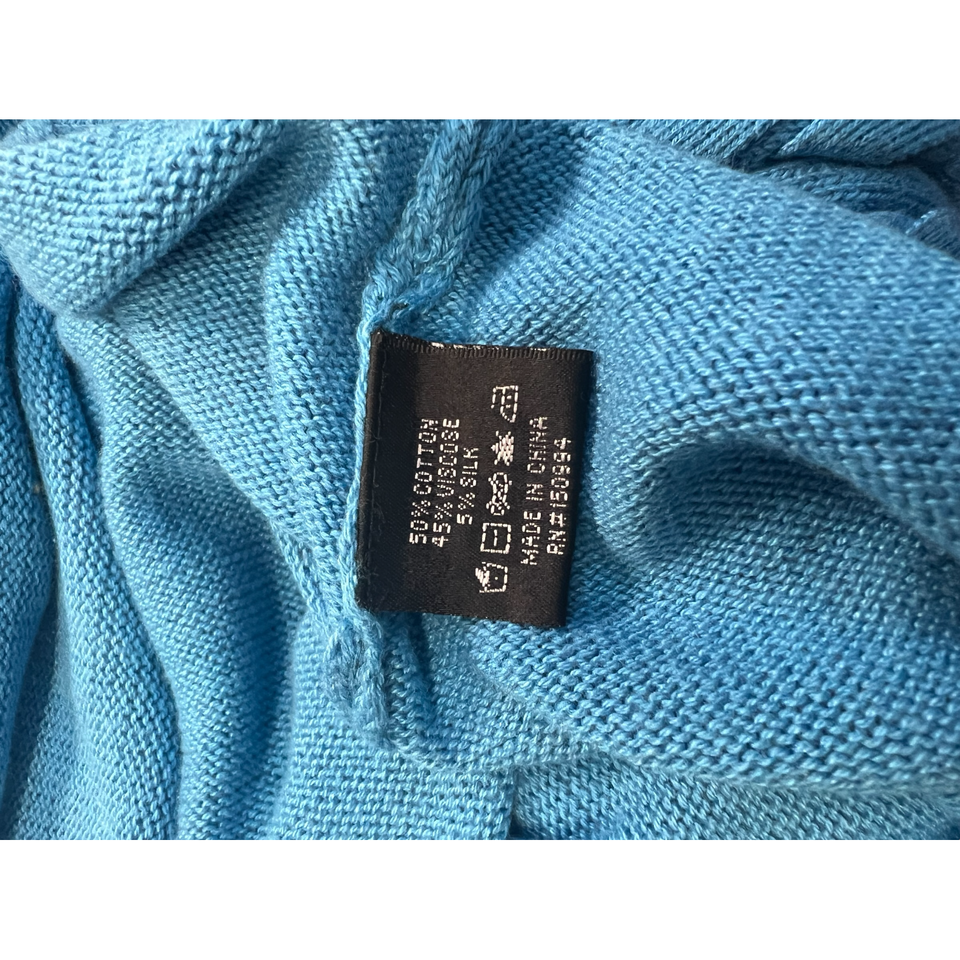 50% COTTON
45% VISCOSE
5% SILK
MADE IN CHINA
RN#150994